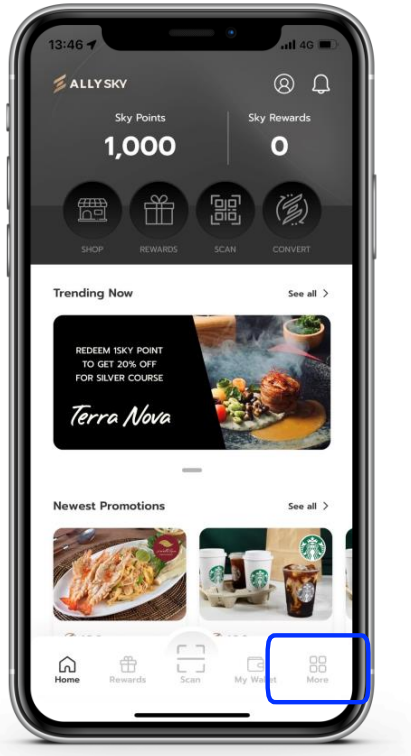 13:46
4G
ALLY SKY
Sky Points
Sky Rewards
1,000
0
SHOP
REWARDS
SCAN
CONVERT
Trending Now
See all >
REDEEM 1SKY POINT
TO GET 20% OFF
FOR SILVER COURSE
Terra Nova
Newest Promotions
See all >
Home
Rewards
Scan
My Wallet
More